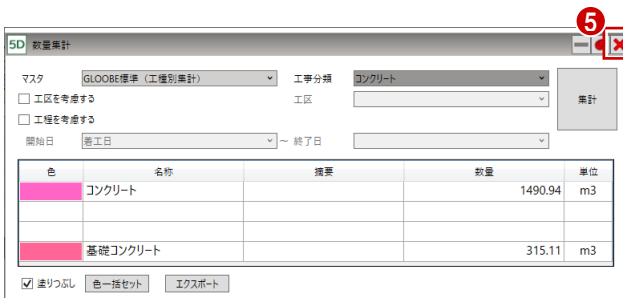 5
5D 数量集計
マスタ GLOOBE標準（工種別集計） 工事分類 コンクリート
工区を考慮する 工区 集計
工程を考慮する
開始日 着工日 ～ 終了日
色 名称 摘要 数量 単位
コンクリート 1490.94 m3
基礎コンクリート 315.11 m3
塗りつぶし 色一括セット エクスポート